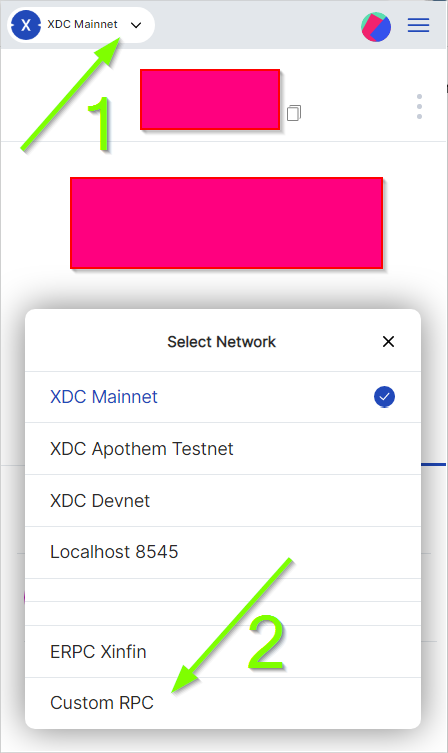 X
XDC Mainnet
1
Select Network
XDC Mainnet
XDC Apothem Testnet
XDC Devnet
Localhost 8545
ERPC Xinfin
2
Custom RPC